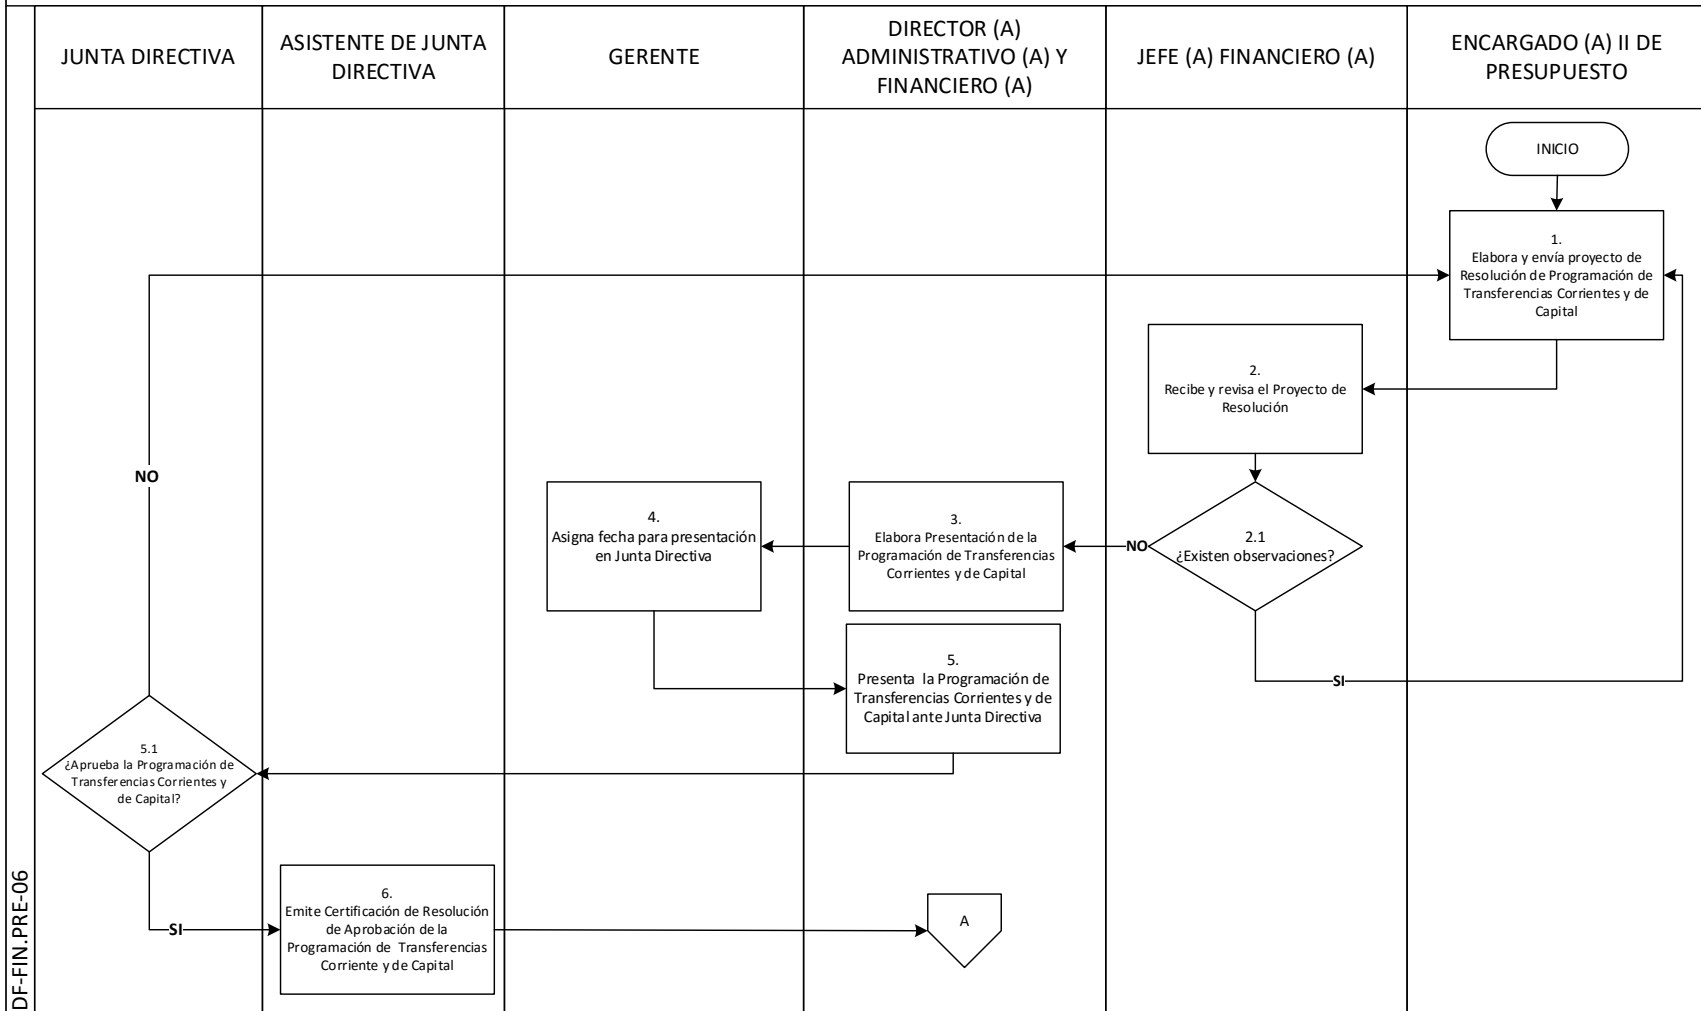 JUNTA DIRECTIVA
ASISTENTE DE JUNTA
DIRECTIVA
GERENTE
DIRECTOR (A)
ADMINISTRATIVO (A) Y
FINANCIERO (A)
JEFE (A) FINANCIERO (A)
ENCARGADO (A) II DE
PRESUPUESTO
INICIO
1.
Elabora y envía proyecto de
Resolución de Programación de
Transferencias Corrientes y de
Capital
2.
Recibe y revisa el Proyecto de
Resolución
NO
4.
Asigna fecha para presentación
en Junta Directiva
3.
Elabora Presentación de la
Programación de Transferencias
Corrientes y de Capital
NO
2.1
¿Existen observaciones?
5.
Presenta la Programación de
Transferencias Corrientes y de
Capital ante Junta Directiva
SI
5.1
¿Aprueba la Programación de
Transferencias Corrientes y
de Capital?
SI
6.
Emite Certificación de Resolución
de Aprobación de la
Programación de Transferencias
Corriente y de Capital
A
DF-FIN.PRE-06